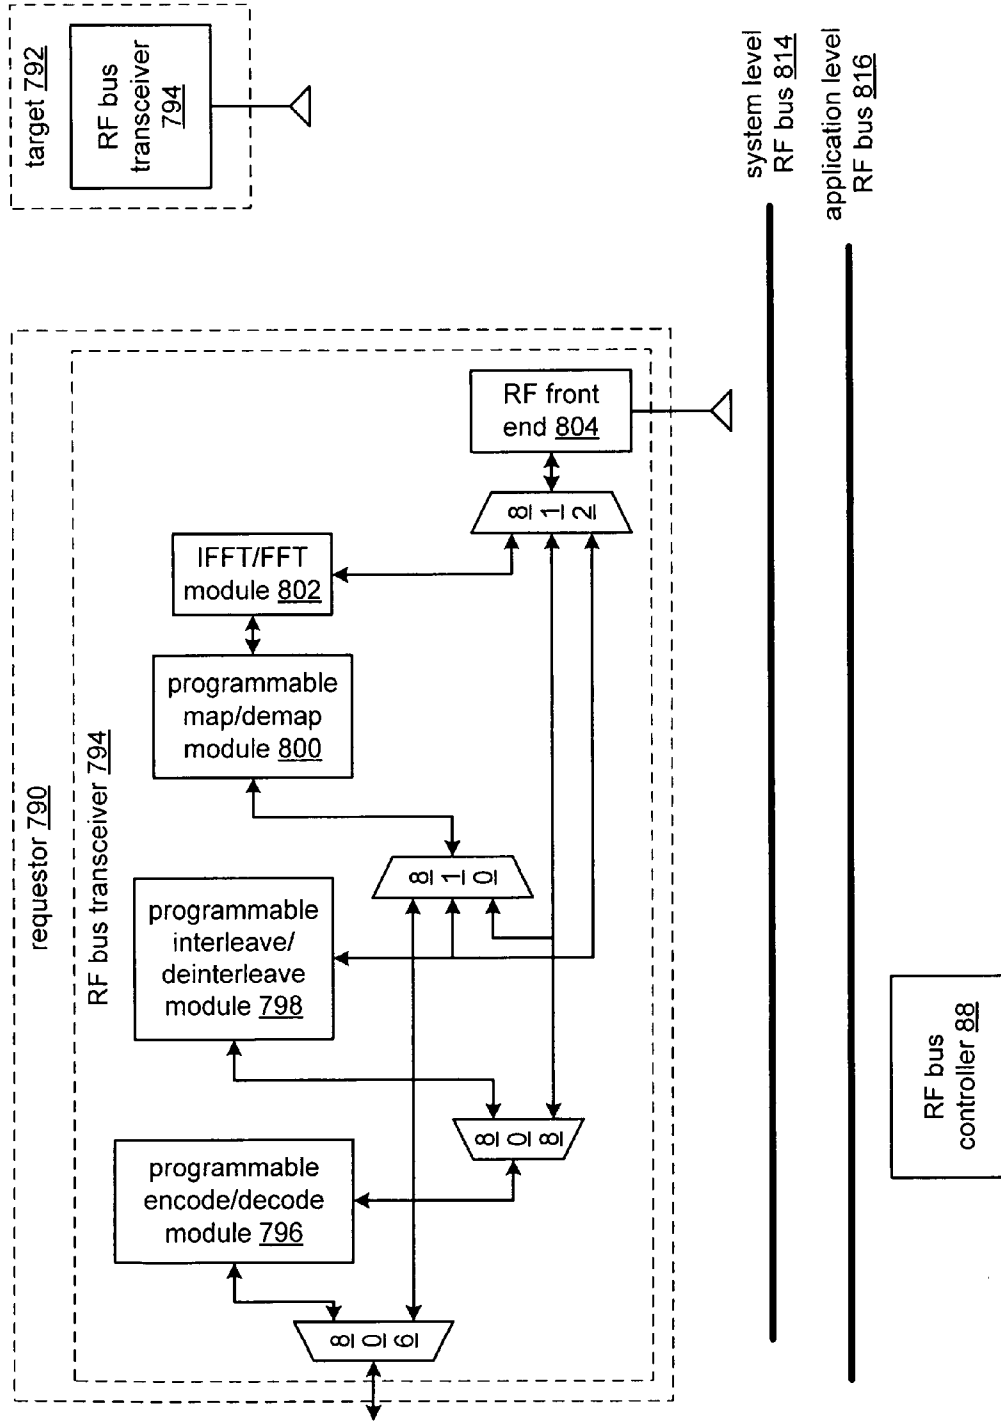 target 792
RF bus
transceiver
794
system level
RF bus 814
application level
RF bus 816
requestor 790
RF bus transceiver 794
RF front
end 804
812
IFFT/FFT
module 802
programmable
map/demap
module 800
810
programmable
interleave/
deinterleave
module 798
808
programmable
encode/decode
module 796
806
RF bus
controller 88